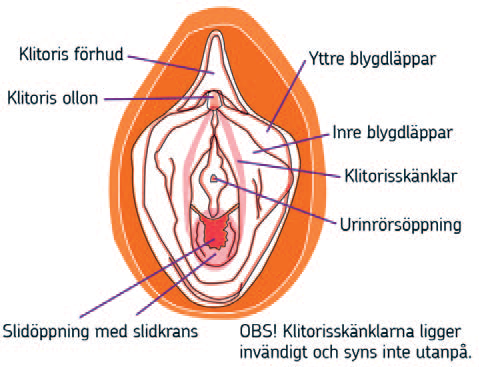 Klitoris förhud
Yttre blygdläppar
Klitoris ollon
Inre blygdläppar
Klitorisskänklar
Urinrörsöppning
Slidöppning med slidkrans
OBS! Klitorisskänklarna ligger
invändigt och syns inte utanpå.